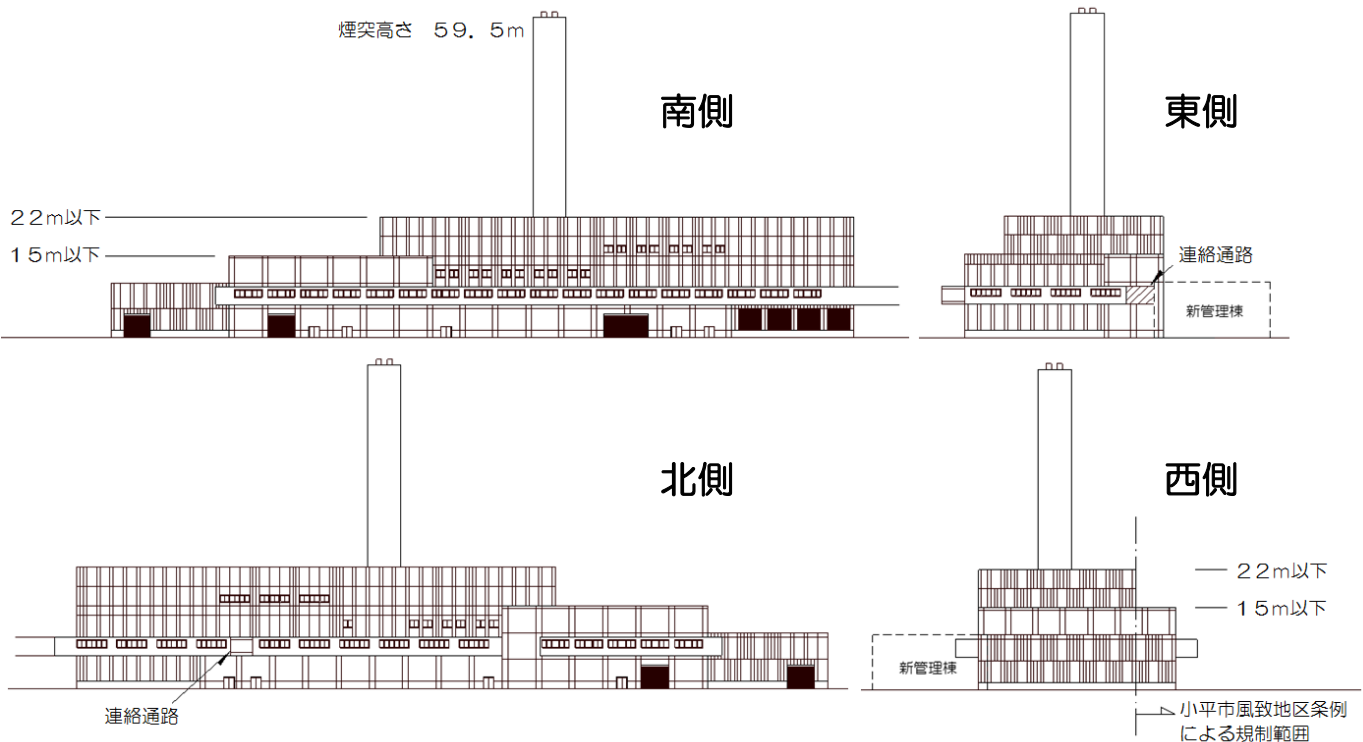 煙突高さ　５９．５ｍ
南側
２２ｍ以下
１５ｍ以下
東側
連絡通路
新管理棟
北側
連絡通路
西側
２２ｍ以下
１５ｍ以下
新管理棟
小平市風致地区条例
による規制範囲